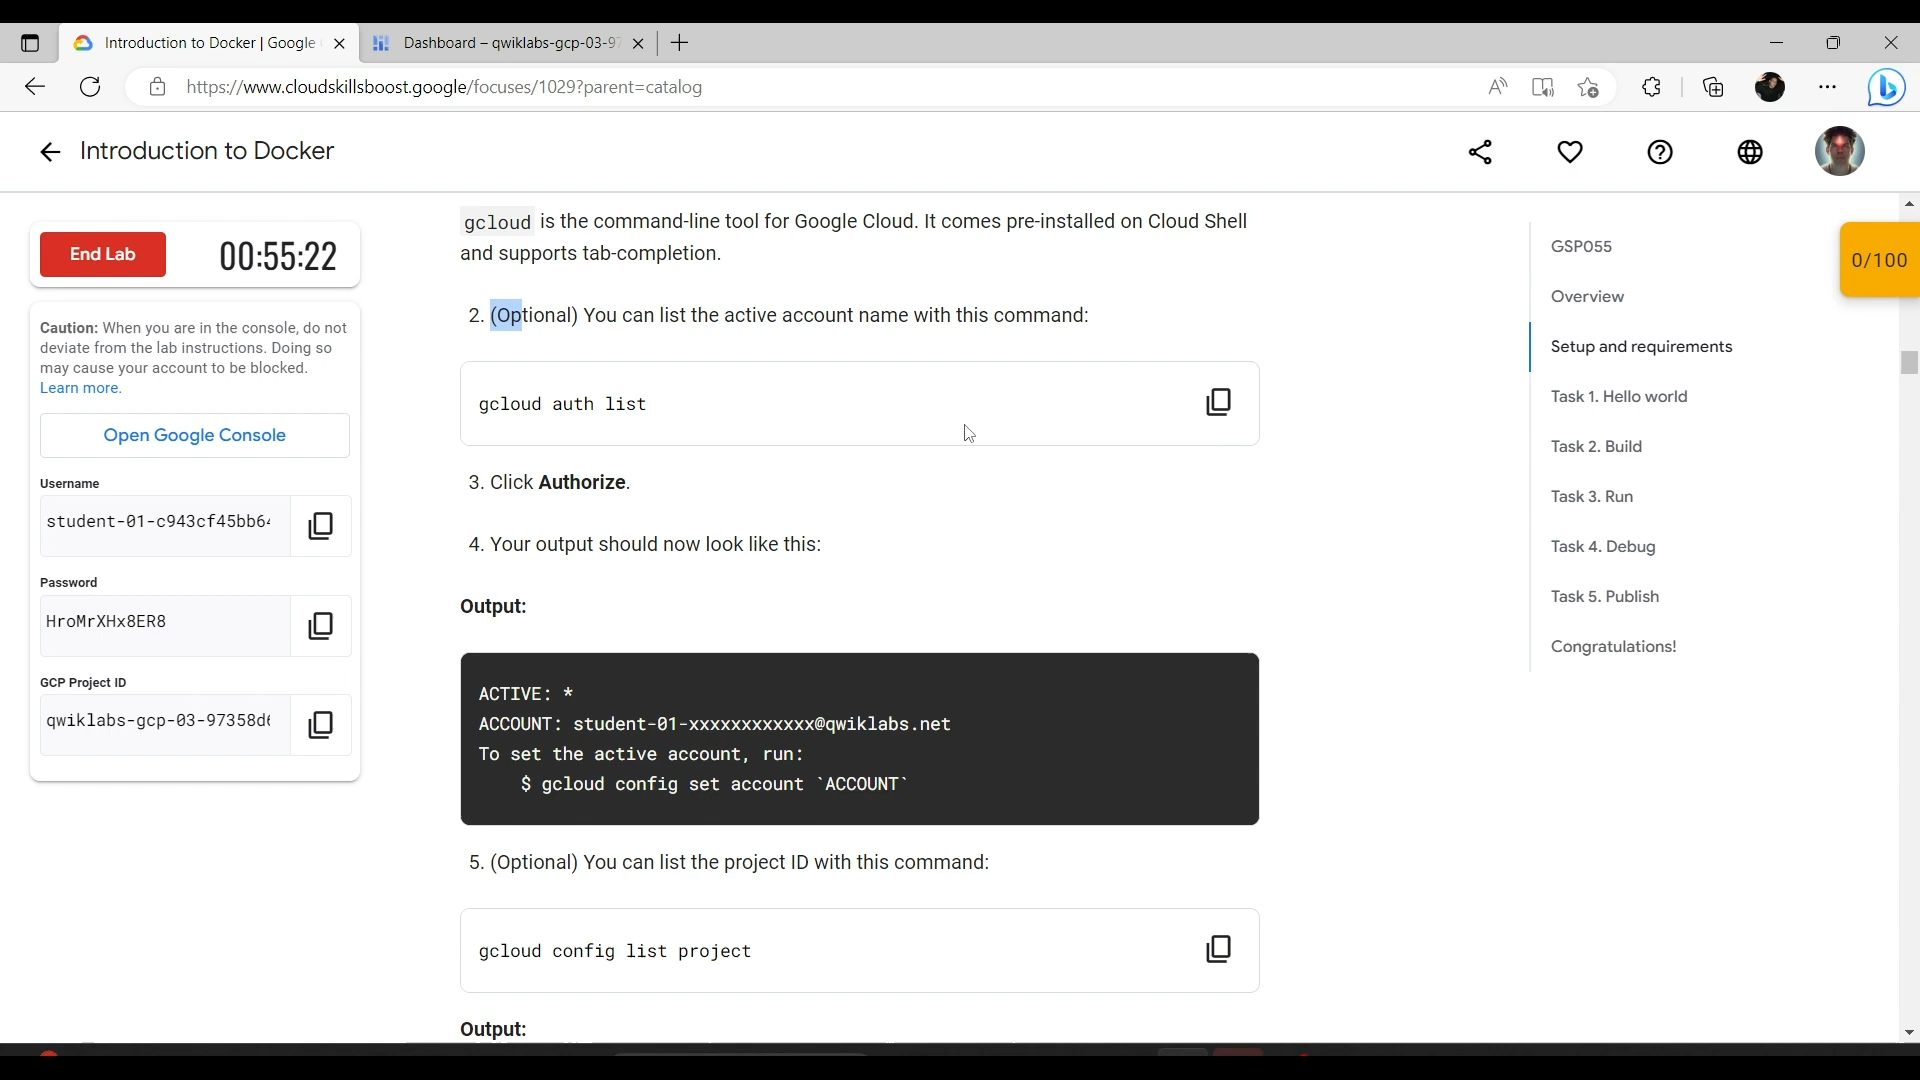 Introduction to Docker | Google
Dashboard – qwiklabs-gcp-03-97
https://www.cloudskillsboost.google/focuses/1029?parent=catalog
Introduction to Docker
End Lab
00:55:22
Caution: When you are in the console, do not
deviate from the lab instructions. Doing so
may cause your account to be blocked.
Learn more.
Open Google Console
Username
student-01-c943cf45bb64
Password
HroMrXHx8ER8
GCP Project ID
qwiklabs-gcp-03-97358d6
gcloud is the command-line tool for Google Cloud. It comes pre-installed on Cloud Shell
and supports tab-completion.
2. (Optional) You can list the active account name with this command:
gcloud auth list
3. Click Authorize.
4. Your output should now look like this:
Output:
ACTIVE: *
ACCOUNT: student-01-xxxxxxxxxxxx@qwiklabs.net
To set the active account, run:
$ gcloud config set account `ACCOUNT`
5. (Optional) You can list the project ID with this command:
gcloud config list project
Output:
GSP055
Overview
Setup and requirements
Task 1. Hello world
Task 2. Build
Task 3. Run
Task 4. Debug
Task 5. Publish
Congratulations!
0/100